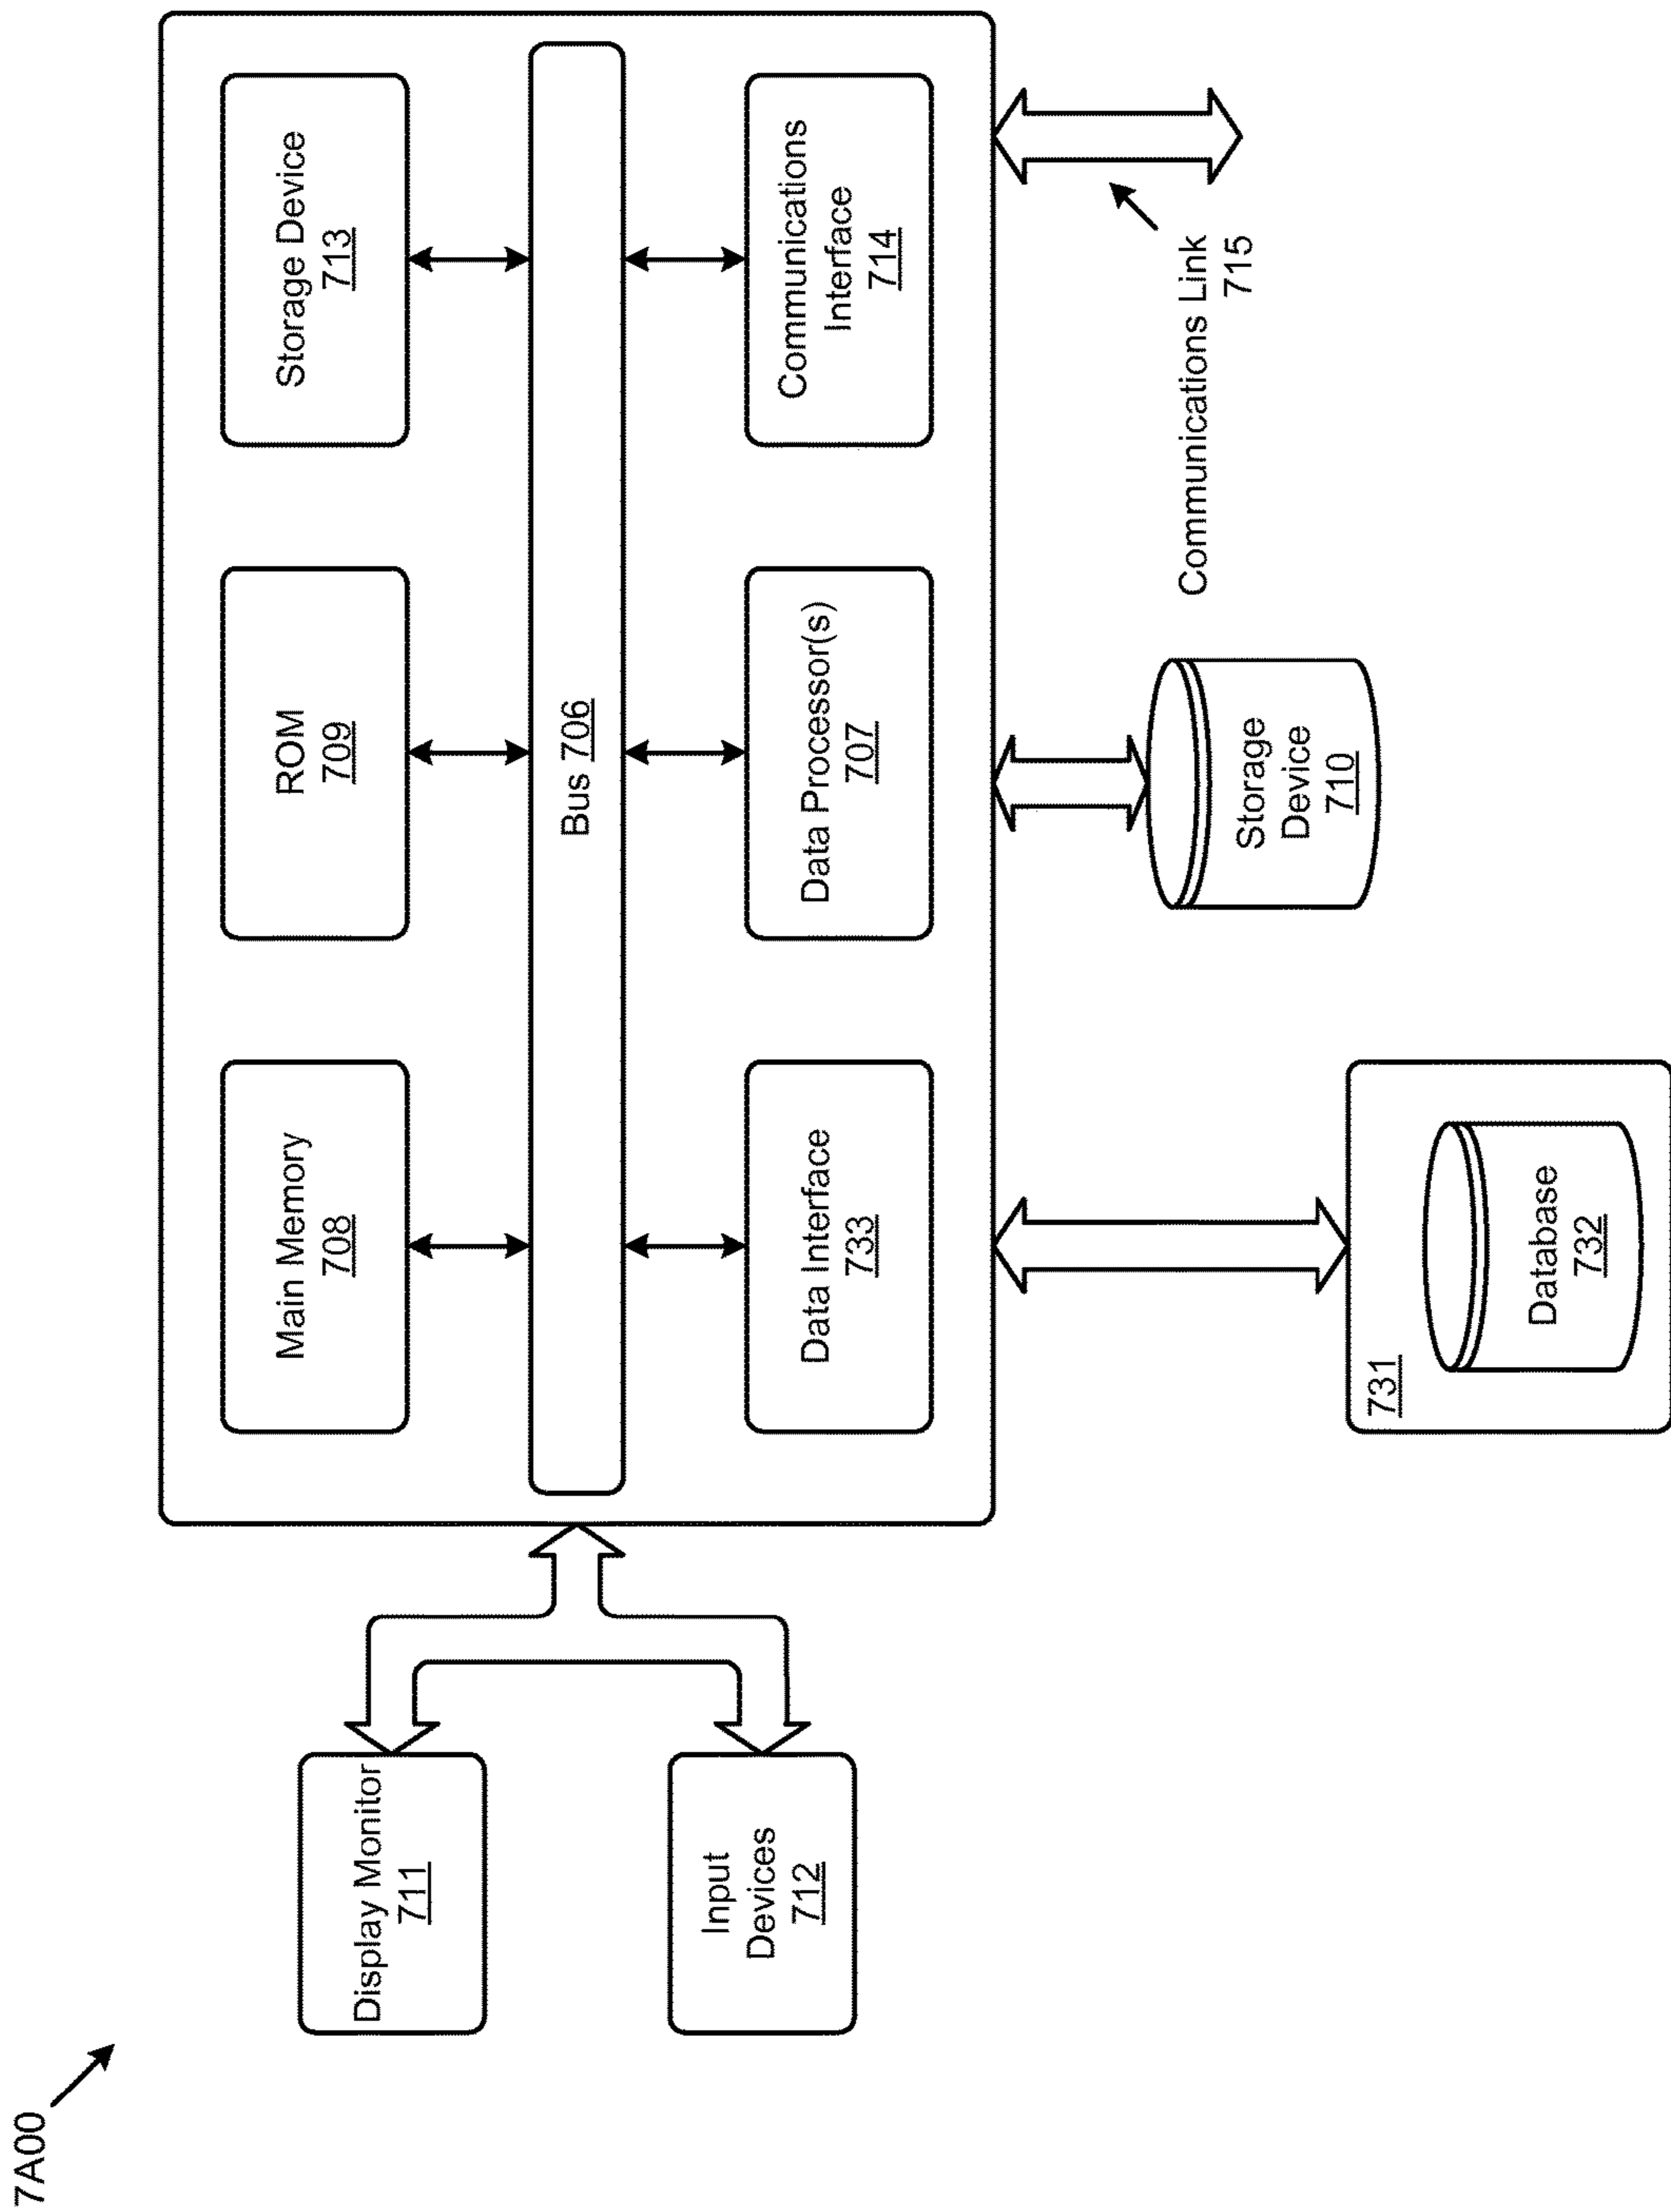 7A00
Display Monitor
711
Input
Devices
712
Main Memory
708
ROM
709
Storage Device
713
Bus 706
Data Interface
733
Data Processor(s)
707
Communications
Interface
714
731
Database
732
Storage
Device
710
Communications Link
715